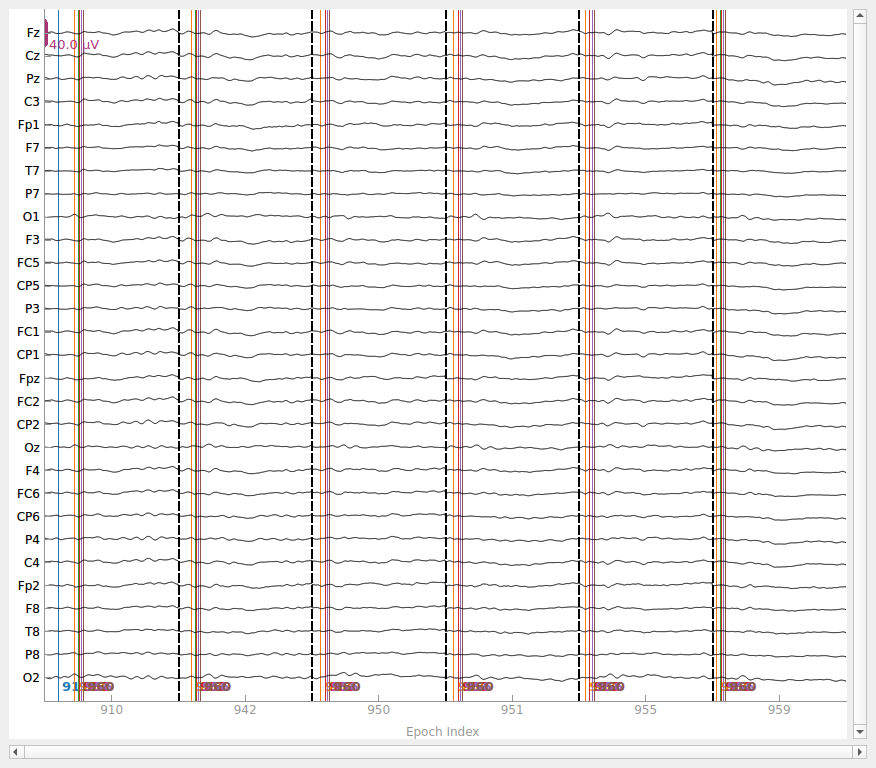 Fz
40.0 µV
Cz
Pz
C3
Fp1
F7
T7
P7
O1
F3
FC5
CP5
P3
FC1
CP1
Fpz
FC2
CP2
Oz
F4
FC6
CP6
P4
C4
Fp2
F8
T8
P8
O2
910 942 950 951 955 959
Epoch Index